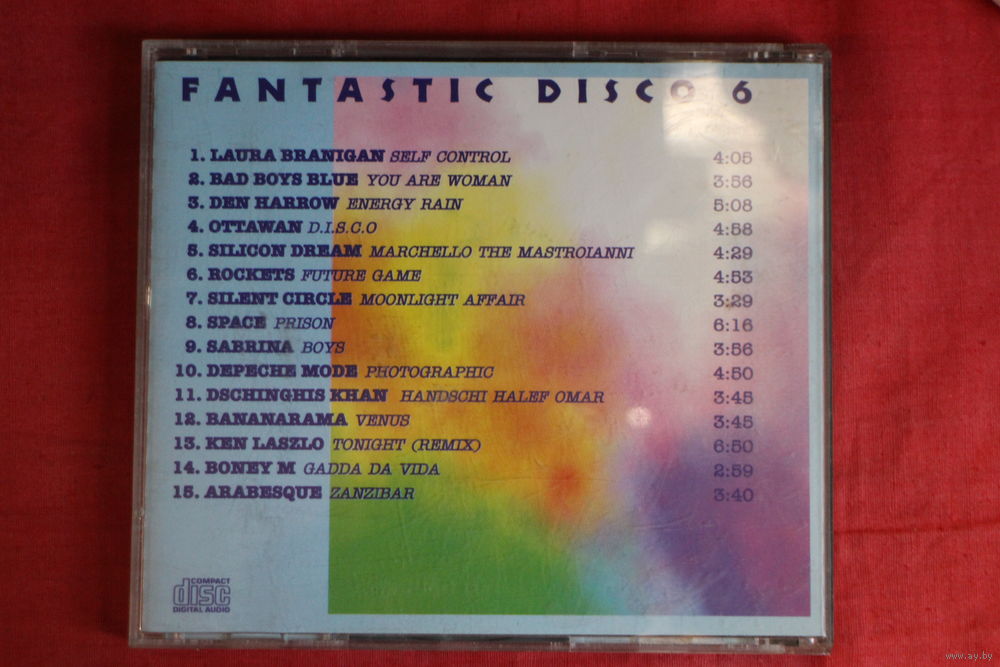 FANTASTIC DISCO 6
1. LAURA BRANIGAN SELF CONTROL 4:05
2. BAD BOYS BLUE YOU ARE WOMAN 3:56
3. DEN HARROW ENERGY RAIN 5:08
4. OTTAWAN D.I.S.C.O 4:58
5. SILICON DREAM MARCHELLO THE MASTROIANNI 4:29
6. ROCKETS FUTURE GAME 4:53
7. SILENT CIRCLE MOONLIGHT AFFAIR 3:29
8. SPACE PRISON 6:16
9. SABRINA BOYS 3:56
10. DEPECHE MODE PHOTOGRAPHIC 4:50
11. DSCHINGHIS KHAN HANDSCHI HALEF OMAR 3:45
12. BANANARAMA VENUS 3:45
13. KEN LASZLO TONIGHT (REMIX) 6:50
14. BONEY M GADDA DA VIDA 2:59
15. ARABESQUE ZANZIBAR 3:40
COMPACT
disc
DIGITAL AUDIO
www.ay.by